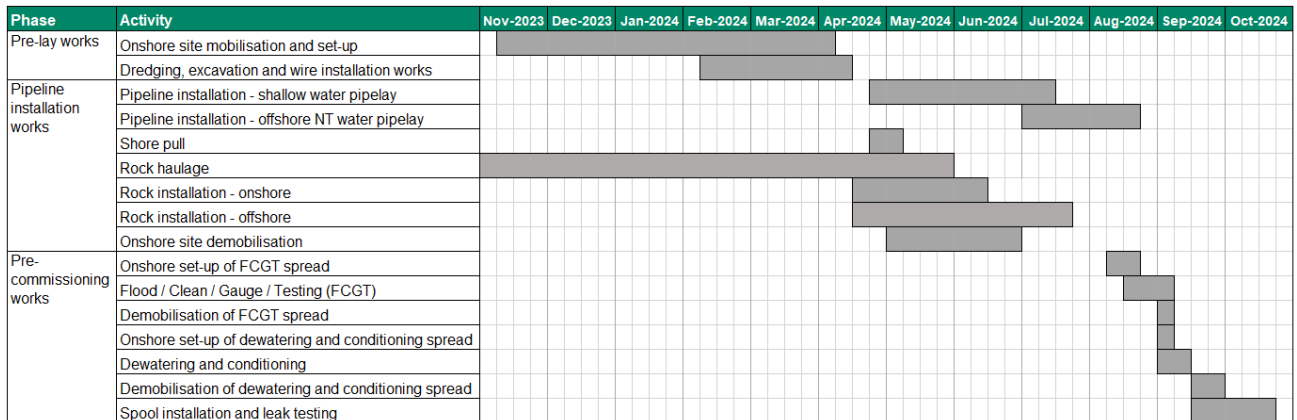 Phase Activity Nov-2023 Dec-2023 Jan-2024 Feb-2024 Mar-2024 Apr-2024 May-2024 Jun-2024 Jul-2024 Aug-2024 Sep-2024 Oct-2024
Pre-lay works
Onshore site mobilisation and set-up
Dredging, excavation and wire installation works
Pipeline
installation
works
Pipeline installation - shallow water pipelay
Pipeline installation - offshore NT water pipelay
Shore pull
Rock haulage
Rock installation - onshore
Rock installation - offshore
Onshore site demobilisation
Pre-
commissioning
works
Onshore set-up of FCGT spread
Flood / Clean / Gauge / Testing (FCGT)
Demobilisation of FCGT spread
Onshore set-up of dewatering and conditioning spread
Dewatering and conditioning
Demobilisation of dewatering and conditioning spread
Spool installation and leak testing